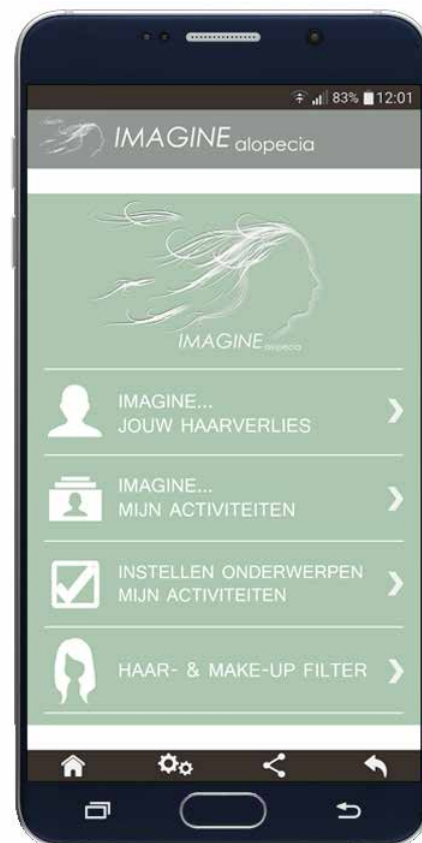 83% 12:01
IMAGINE alopecia
IMAGINE alopecia
IMAGINE...
JOUW HAARVERLIES
IMAGINE...
MIJN ACTIVITEITEN
INSTELLEN ONDERWERPEN
MIJN ACTIVITEITEN
HAAR- & MAKE-UP FILTER